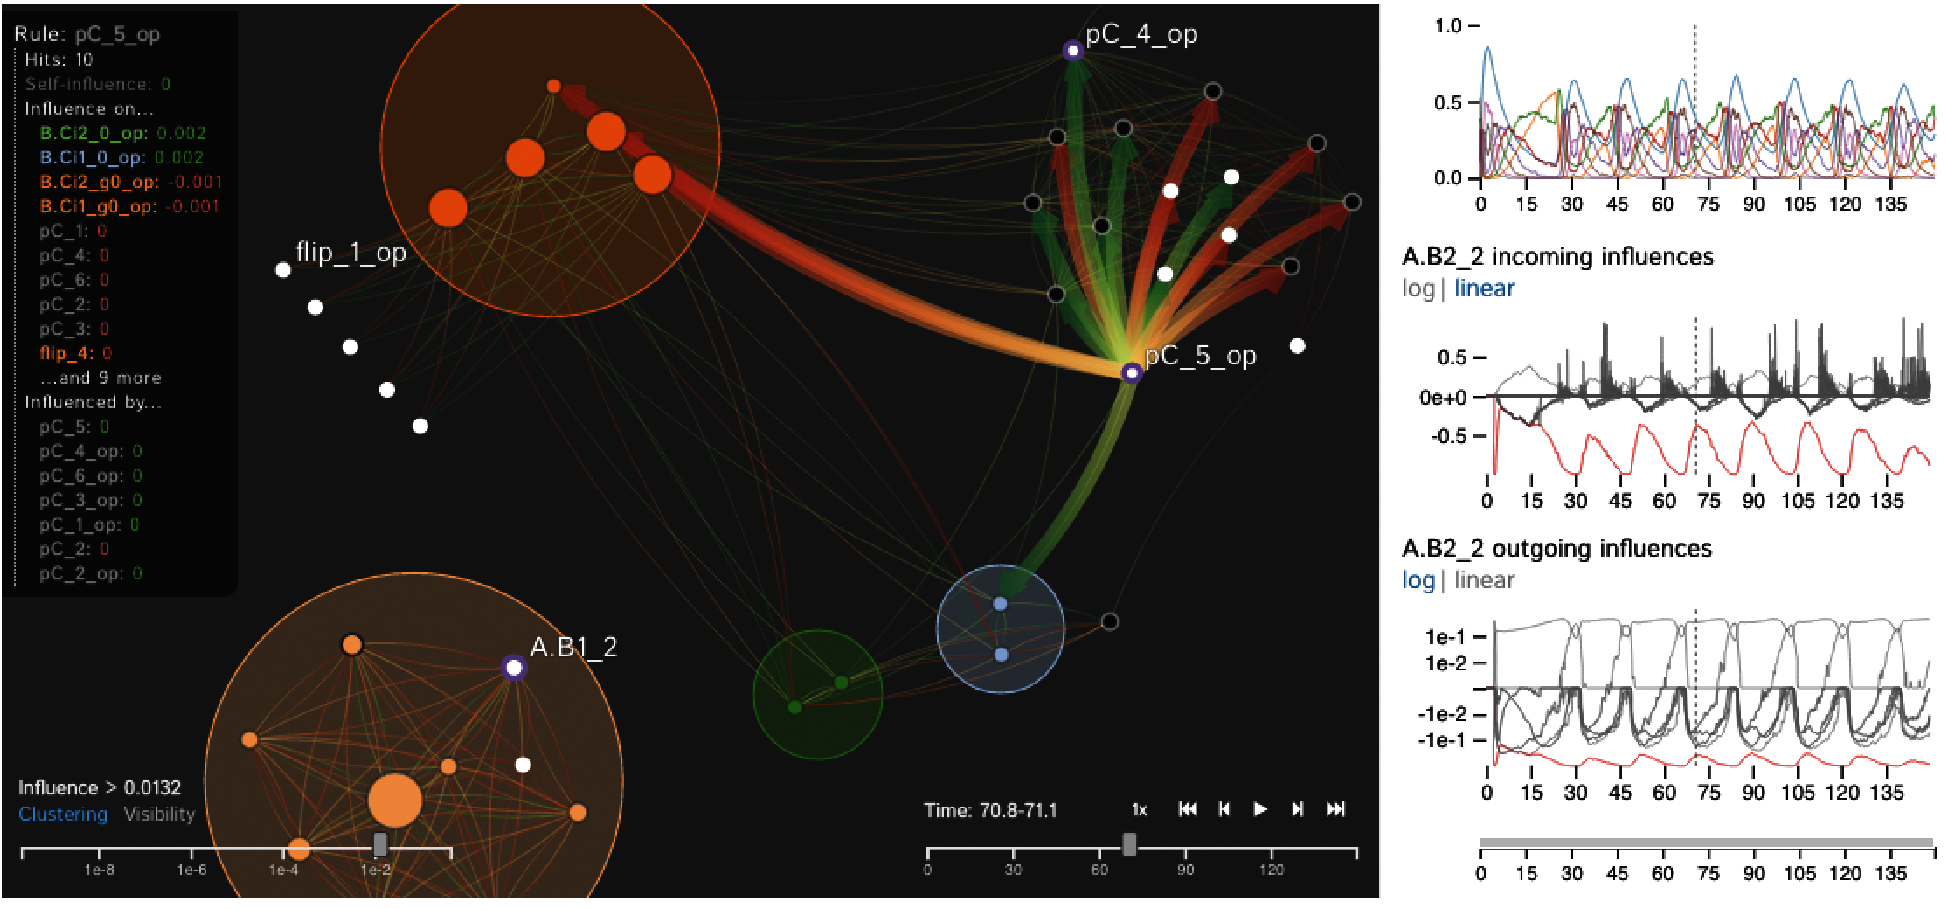 Rule: pC_5_op
Hits: 10
Self-influence: 0
Influence on...
B.Ci2_0_op: 0.002
B.Ci1_0_op: 0.002
B.Ci2_g0_op: -0.001
B.Ci1_g0_op: -0.001
pC_1: 0
pC_4: 0
pC_6: 0
pC_2: 0
pC_3: 0
flip_4: 0
...and 9 more
Influenced by...
pC_5: 0
pC_4_op: 0
pC_6_op: 0
pC_3_op: 0
pC_1_op: 0
pC_2: 0
pC_2_op: 0
pC_4_op
flip_1_op
pC_5_op
A.B1_2
Influence > 0.0132
Clustering Visibility
1e-8 1e-6 1e-4 1e-2
Time: 70.8-71.1 1x
0 30 60 90 120
1.0
0.5
0.0
0 15 30 45 60 75 90 105 120 135
A.B2_2 incoming influences
log | linear
0.5
0e+0
-0.5
0 15 30 45 60 75 90 105 120 135
A.B2_2 outgoing influences
log | linear
1e-1
1e-2
-1e-2
-1e-1
0 15 30 45 60 75 90 105 120 135
0 15 30 45 60 75 90 105 120 135